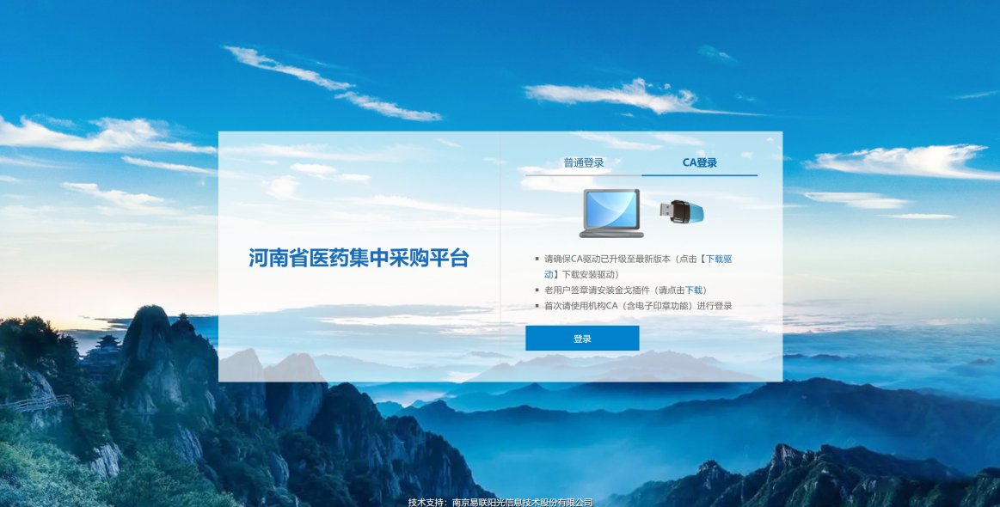 河南省医药集中采购平台
普通登录
CA登录
请确保CA驱动已升级至最新版本（点击【下载驱
动】下载安装驱动）
老用户签章请安装金戈插件（请点击下载）
首次请使用机构CA（含电子印章功能）进行登录
登录
技术支持：南京易联阳光信息技术股份有限公司